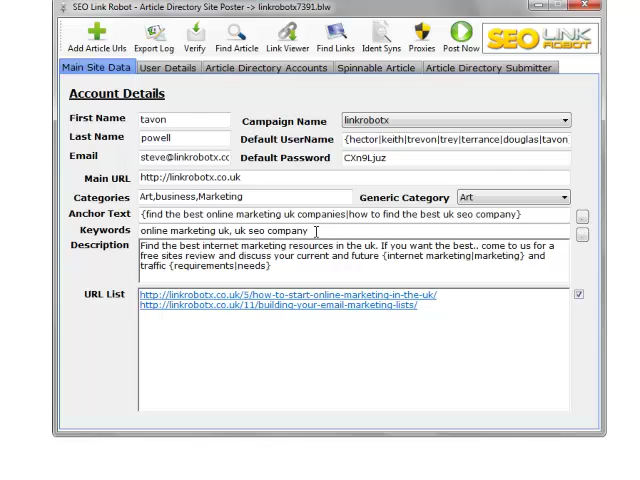 SEO Link Robot - Article Directory Site Poster -> linkrobotx7391.blw
Add Article Urls Export Log Verify Find Article Link Viewer Find Links Ident Syns Proxies Post Now SEO LINK ROBOT
Main Site Data User Details Article Directory Accounts Spinnable Article Article Directory Submitter
Account Details
First Name tavon Campaign Name linkrobotx
Last Name powell Default UserName {hector|keith|trevon|trey|terrance|douglas|tavon
Email steve@linkrobotx.cc Default Password CXn9Ljuz
Main URL http://linkrobotx.co.uk
Categories Art,business,Marketing Generic Category Art
Anchor Text {find the best online marketing uk companies|how to find the best uk seo company}
Keywords online marketing uk, uk seo company
Description Find the best internet marketing resources in the uk. If you want the best.. come to us for a
free sites review and discuss your current and future {internet marketing|marketing} and
traffic {requirements|needs}
URL List http://linkrobotx.co.uk/5/how-to-start-online-marketing-in-the-uk/
http://linkrobotx.co.uk/11/building-your-email-marketing-lists/